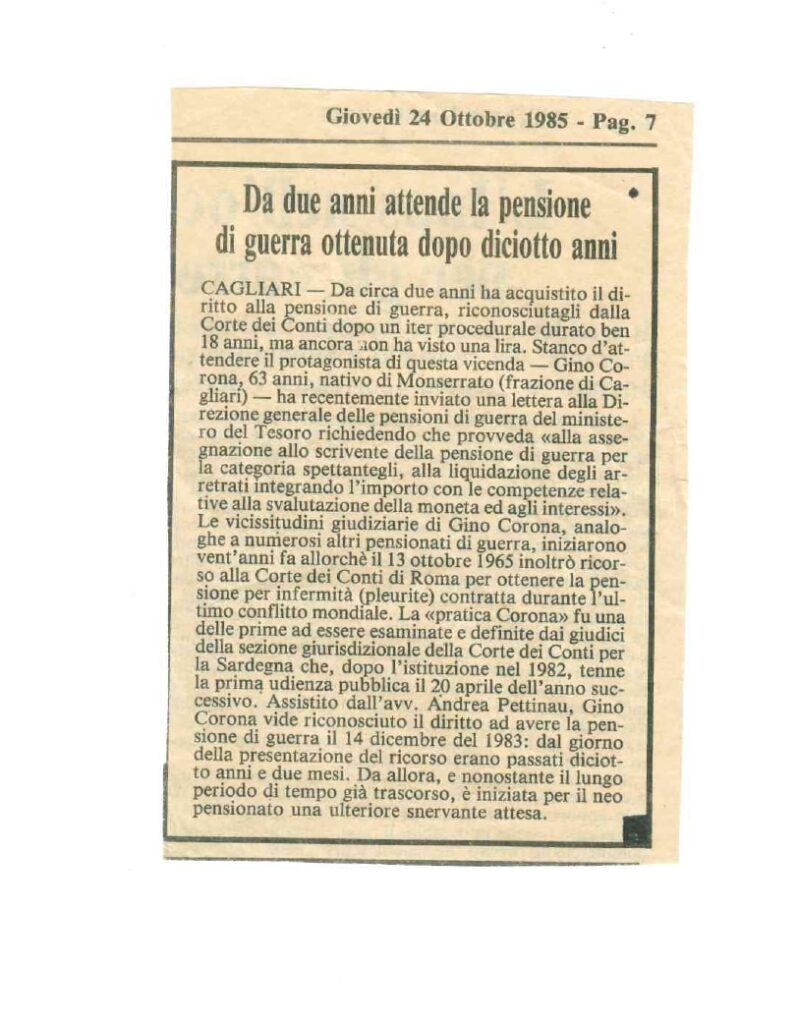 Giovedì 24 Ottobre 1985 - Pag. 7
Da due anni attende la pensione
di guerra ottenuta dopo diciotto anni
CAGLIARI — Da circa due anni ha acquistito il di-
ritto alla pensione di guerra, riconosciutagli dalla
Corte dei Conti dopo un iter procedurale durato ben
18 anni, ma ancora non ha visto una lira. Stanco d'at-
tendere il protagonista di questa vicenda — Gino Co-
rona, 63 anni, nativo di Monserrato (frazione di Ca-
gliari) — ha recentemente inviato una lettera alla Di-
rezione generale delle pensioni di guerra del ministe-
ro del Tesoro richiedendo che provveda «alla asse-
gnazione allo scrivente della pensione di guerra per
la categoria spettantegli, alla liquidazione degli ar-
retrati integrando l'importo con le competenze rela-
tive alla svalutazione della moneta ed agli interessi».
Le vicissitudini giudiziarie di Gino Corona, analo-
ghe a numerosi altri pensionati di guerra, iniziarono
vent'anni fa allorchè il 13 ottobre 1965 inoltrò ricor-
so alla Corte dei Conti di Roma per ottenere la pen-
sione per infermità (pleurite) contratta durante l'ul-
timo conflitto mondiale. La «pratica Corona» fu una
delle prime ad essere esaminate e definite dai giudici
della sezione giurisdizionale della Corte dei Conti per
la Sardegna che, dopo l'istituzione nel 1982, tenne
la prima udienza pubblica il 20 aprile dell'anno suc-
cessivo. Assistito dall'avv. Andrea Pettinau, Gino
Corona vide riconosciuto il diritto ad avere la pen-
sione di guerra il 14 dicembre del 1983: dal giorno
della presentazione del ricorso erano passati diciot-
to anni e due mesi. Da allora, e nonostante il lungo
periodo di tempo già trascorso, è iniziata per il neo
pensionato una ulteriore snervante attesa.